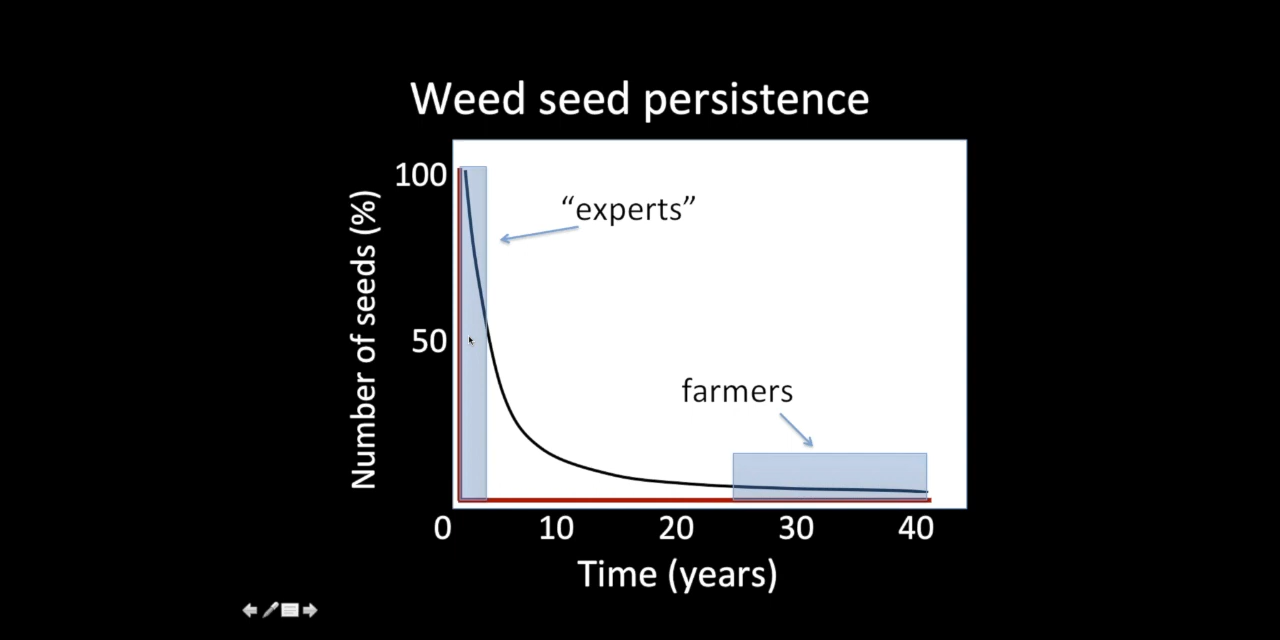 Weed seed persistence
100
“experts”
Number of seeds (%)
50
farmers
0 10 20 30 40
Time (years)